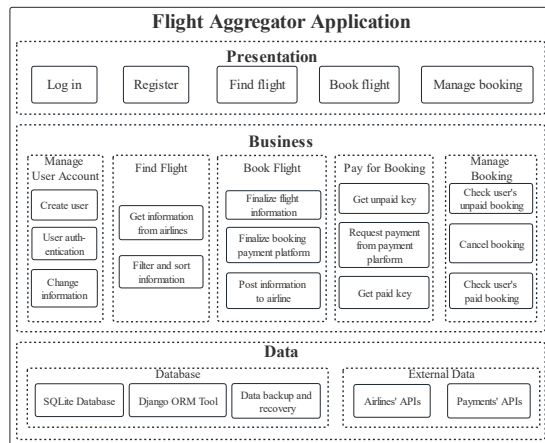 Flight Aggregator Application
Presentation
Log in
Register
Find flight
Book flight
Manage booking
Business
Manage
User Account
Create user
User auth-
entication
Change
information
Find Flight
Get information
from airlines
Filter and sort
information
Book Flight
Finalize flight
information
Finalize booking
payment pltform
Post information
to airline
Pay for Booking
Get unpaid key
Request payment
from payment
plarform
Get paid key
Manage
Booking
Check user's
unpaid booking
Cancel booking
Check user's
paid booking
Data
Database
SQLite Database
Django ORM Tool
Data backup and
recovery
External Data
Airlines' APIs
Payments' APIs